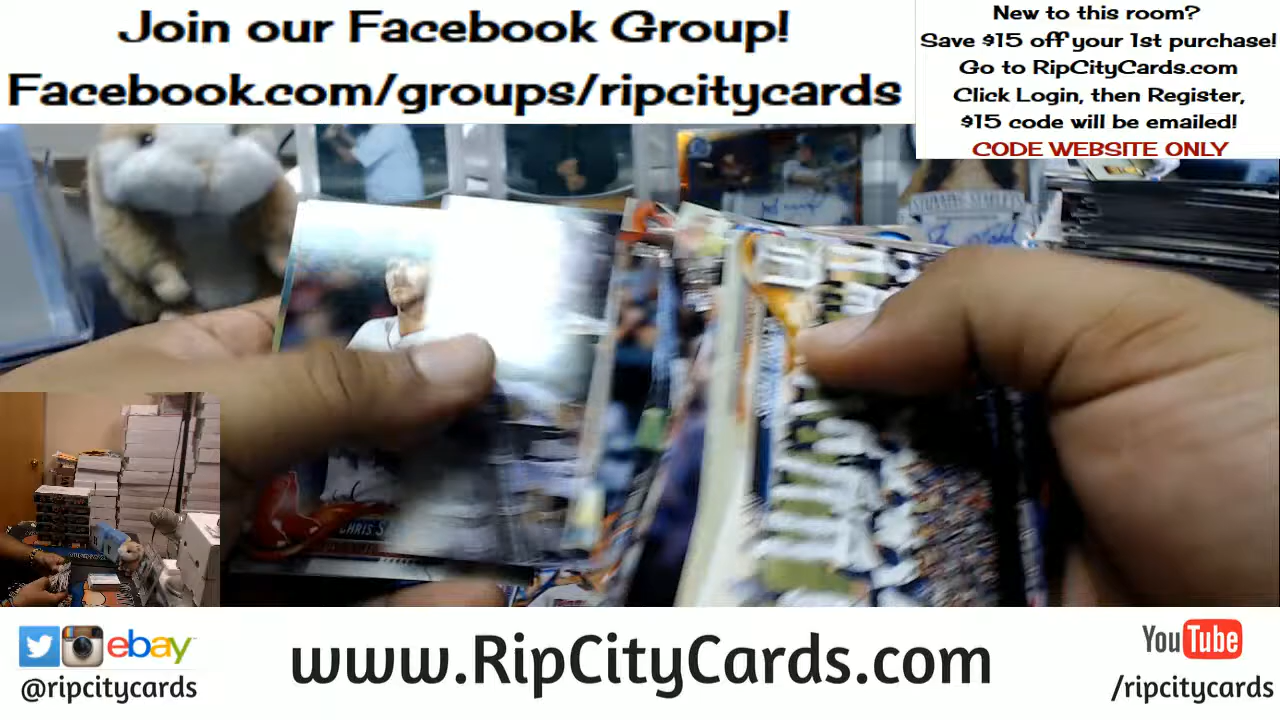 Join our Facebook Group!
Facebook.com/groups/ripcitycards
New to this room?
Save $15 off your 1st purchase!
Go to RipCityCards.com
Click Login, then Register,
$15 code will be emailed!
CODE WEBSITE ONLY
CHRIS
ebay
@ripcitycards
www.RipCityCards.com
YouTube
/ripcitycards